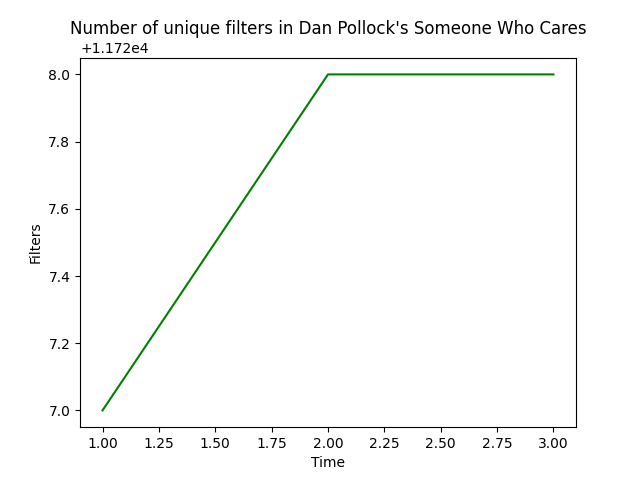 Number of unique filters in Dan Pollock's Someone Who Cares
+1.172e4
8.0
7.8
7.6
7.4
7.2
7.0
Filters
1.00 1.25 1.50 1.75 2.00 2.25 2.50 2.75 3.00
Time